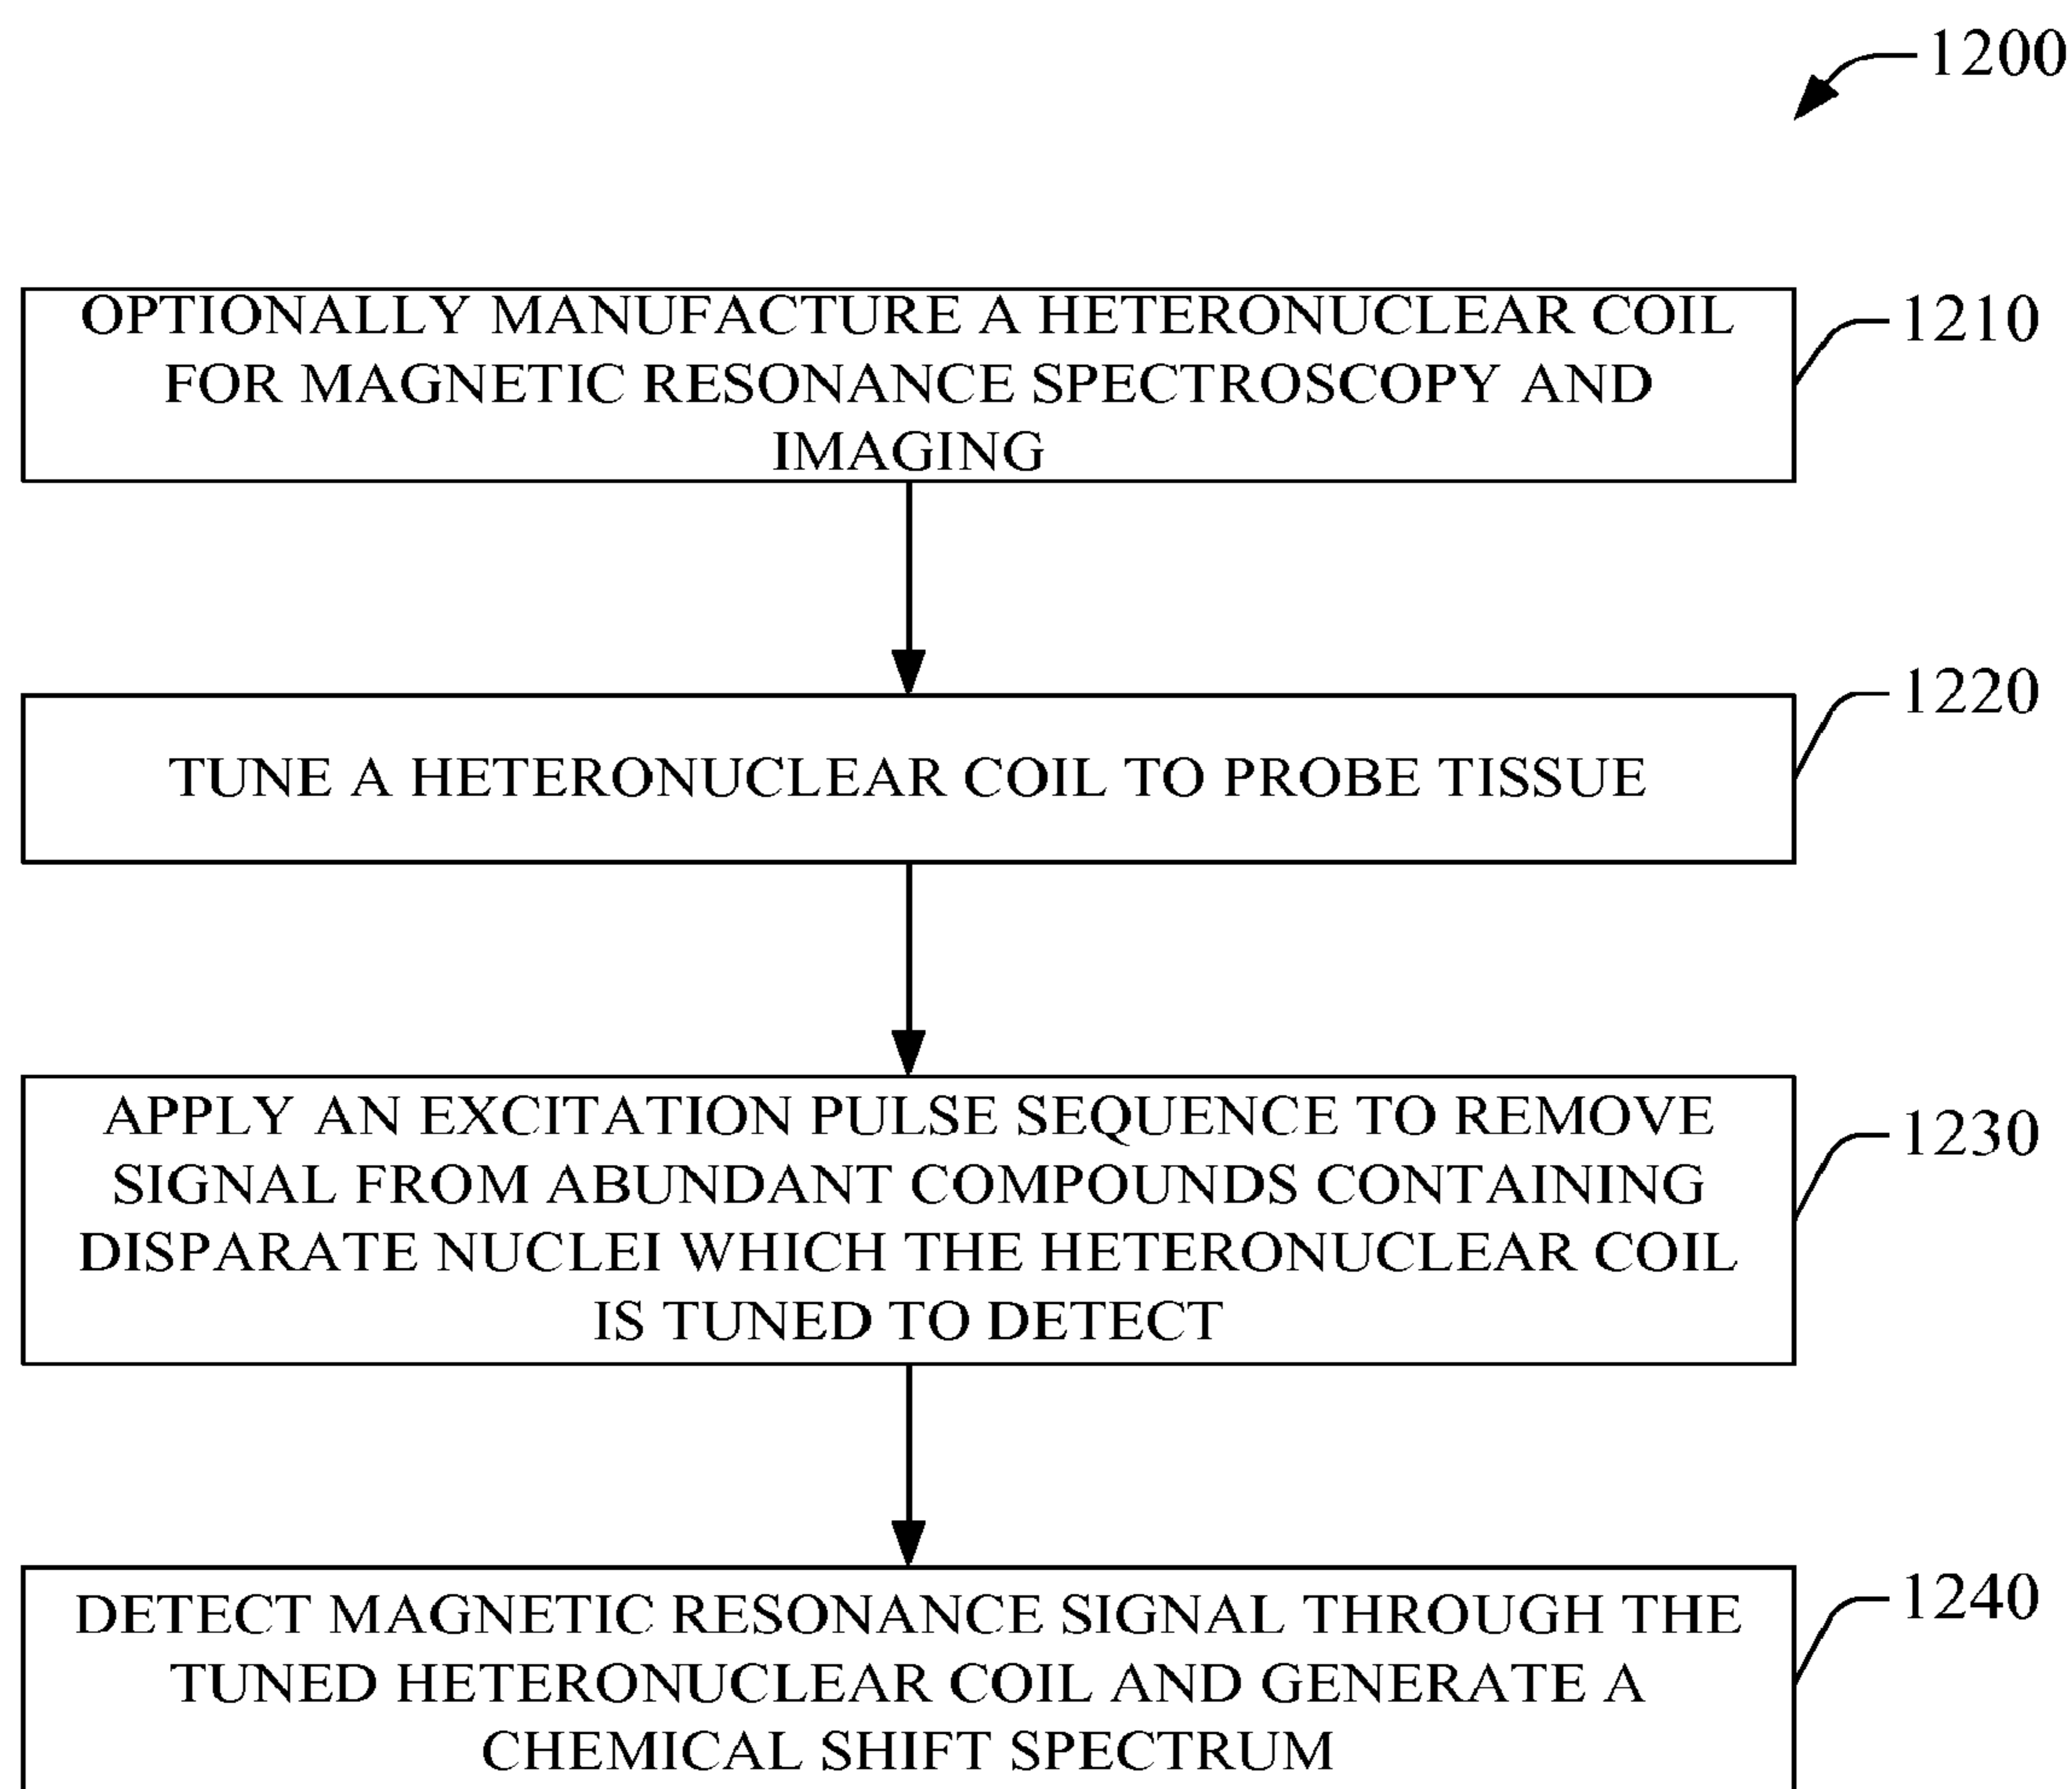 1200
OPTIONALLY MANUFACTURE A HETERONUCLEAR COIL
FOR MAGNETIC RESONANCE SPECTROSCOPY AND
IMAGING
1210
TUNE A HETERONUCLEAR COIL TO PROBE TISSUE
1220
APPLY AN EXCITATION PULSE SEQUENCE TO REMOVE
SIGNAL FROM ABUNDANT COMPOUNDS CONTAINING
DISPARATE NUCLEI WHICH THE HETERONUCLEAR COIL
IS TUNED TO DETECT
1230
DETECT MAGNETIC RESONANCE SIGNAL THROUGH THE
TUNED HETERONUCLEAR COIL AND GENERATE A
CHEMICAL SHIFT SPECTRUM
1240